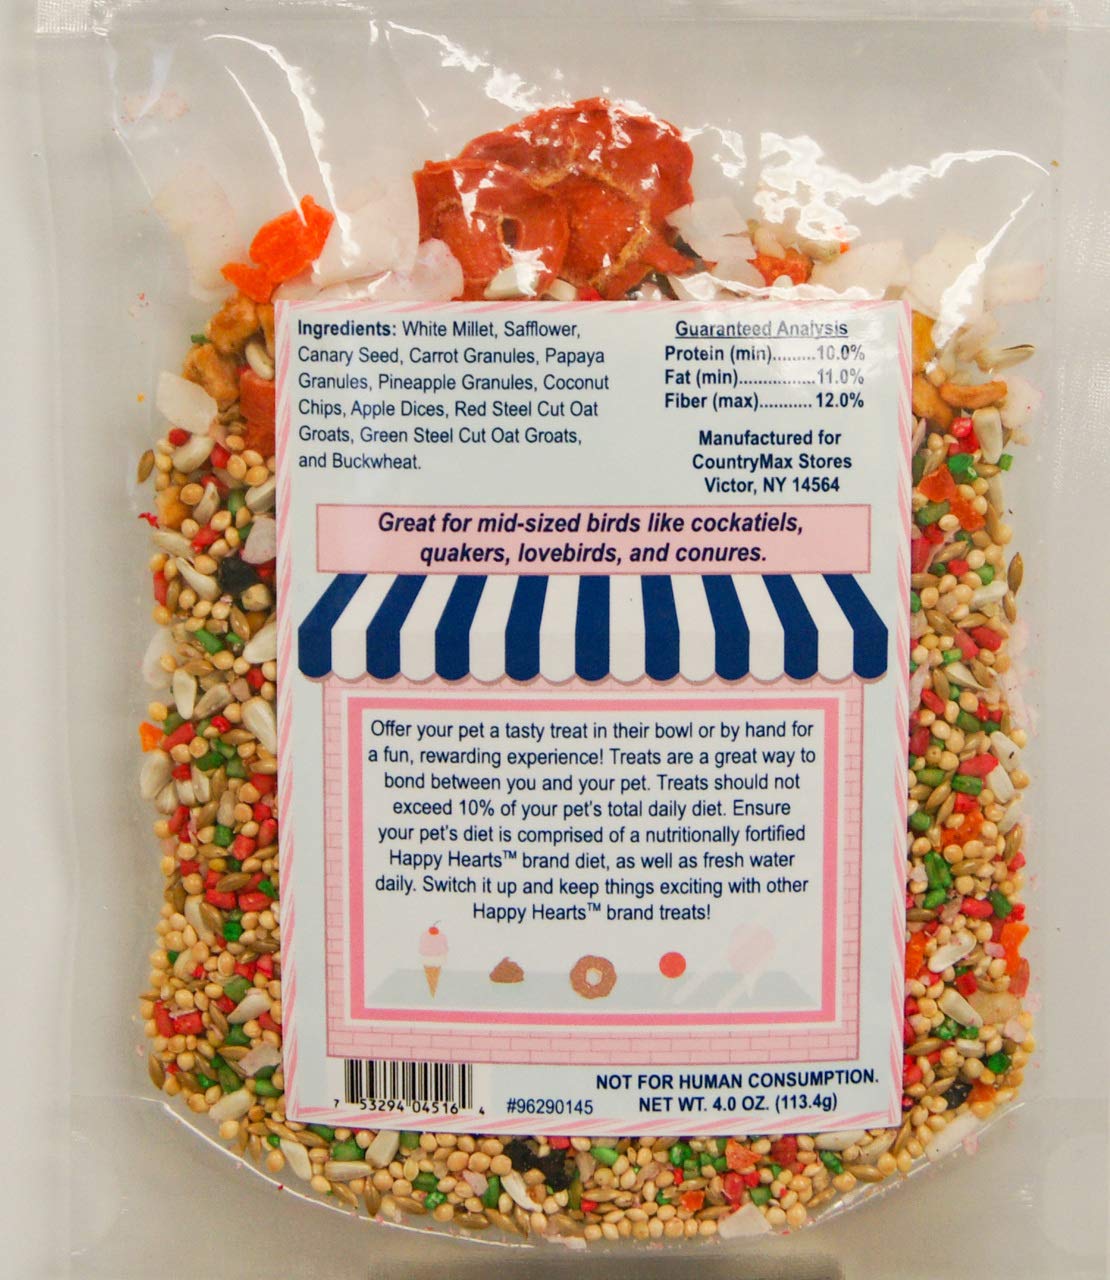 Ingredients: White Millet, Safflower,
Canary Seed, Carrot Granules, Papaya
Granules, Pineapple Granules, Coconut
Chips, Apple Dices, Red Steel Cut Oat
Groats, Green Steel Cut Oat Groats,
and Buckwheat.
Guaranteed Analysis
Protein (min).........10.0%
Fat (min)................11.0%
Fiber (max)........... 12.0%
Manufactured for
CountryMax Stores
Victor, NY 14564
Great for mid-sized birds like cockatiels,
quakers, lovebirds, and conures.
Offer your pet a tasty treat in their bowl or by hand for
a fun, rewarding experience! Treats are a great way to
bond between you and your pet. Treats should not
exceed 10% of your pet's total daily diet. Ensure
your pet's diet is comprised of a nutritionally fortified
Happy Hearts™ brand diet, as well as fresh water
daily. Switch it up and keep things exciting with other
Happy Hearts™ brand treats!
7 53294 04516 4
#96290145
NOT FOR HUMAN CONSUMPTION.
NET WT. 4.0 OZ. (113.4g)